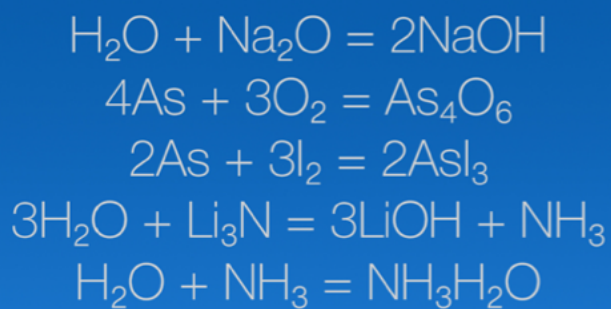 H₂O + Na₂O = 2NaOH
4As + 3O₂ = As₄O₆
2As + 3I₂ = 2AsI₃
3H₂O + Li₃N = 3LiOH + NH₃
H₂O + NH₃ = NH₃H₂O